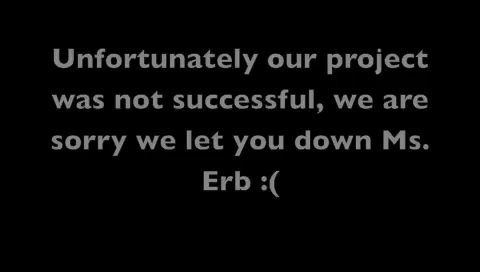 Unfortunately our project
was not successful, we are
sorry we let you down Ms.
Erb :(